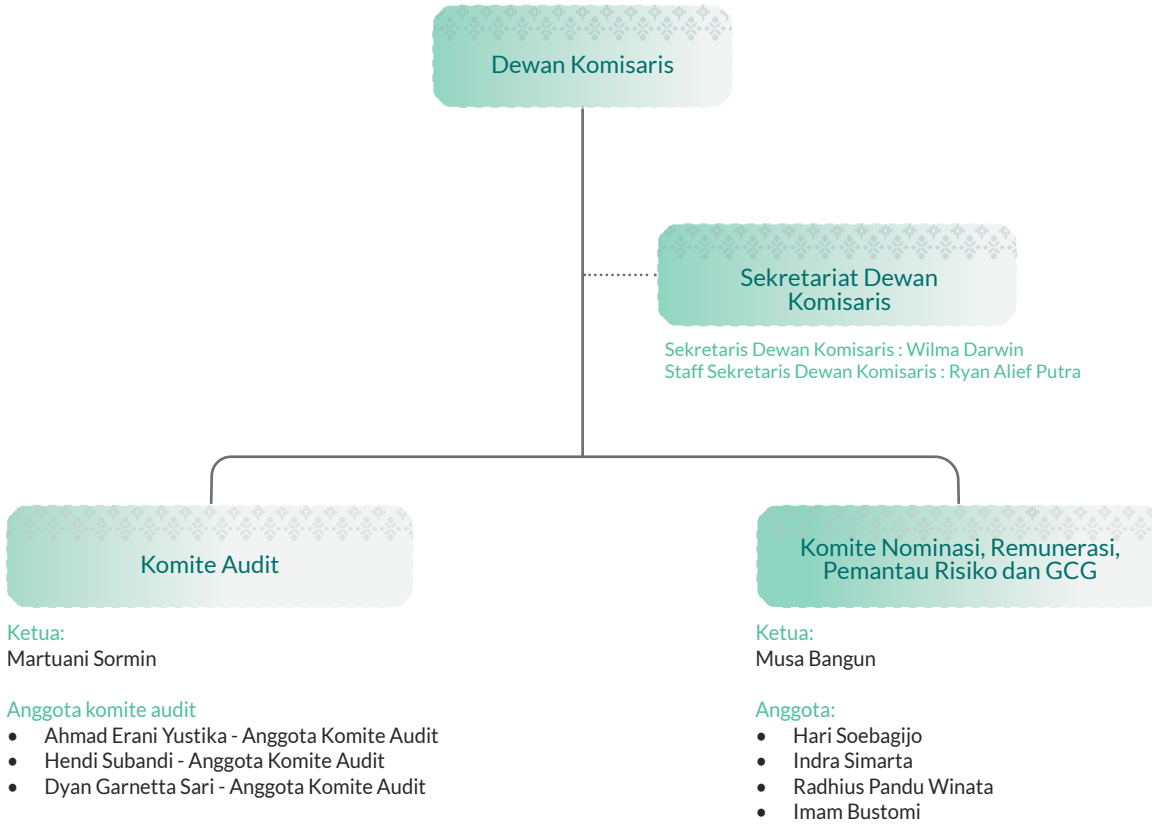 Dewan Komisaris
Sekretariat Dewan
Komisaris
Sekretaris Dewan Komisaris : Wilma Darwin
Staff Sekretaris Dewan Komisaris : Ryan Alief Putra
Komite Audit
Ketua:
Martuani Sormin
Anggota komite audit
• Ahmad Erani Yustika - Anggota Komite Audit
• Hendi Subandi - Anggota Komite Audit
• Dyan Garnetta Sari - Anggota Komite Audit
Komite Nominasi, Remunerasi,
Pemantau Risiko dan GCG
Ketua:
Musa Bangun
Anggota:
• Hari Soebagijo
• Indra Simarta
• Radhius Pandu Winata
• Imam Bustomi